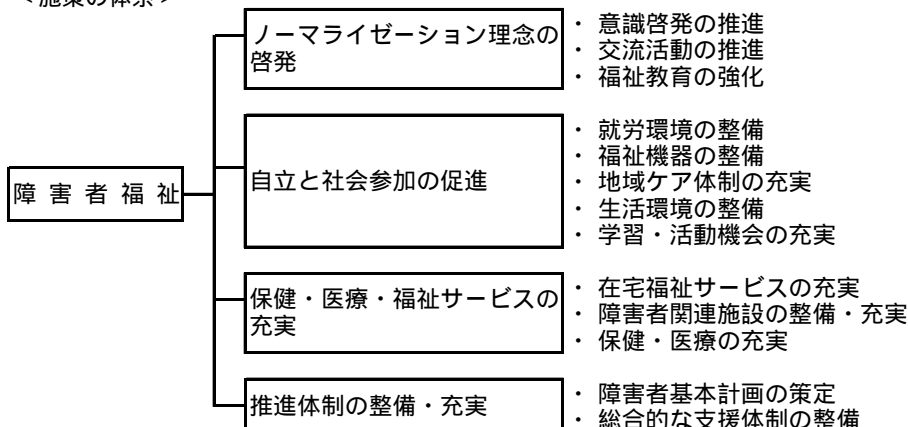 ＜施策の体系＞
ノーマライゼーション理念の
啓発
・ 意識啓発の推進
・ 交流活動の推進
・ 福祉教育の強化
障害者福祉
自立と社会参加の促進
・ 就労環境の整備
・ 福祉機器の整備
・ 地域ケア体制の充実
・ 生活環境の整備
・ 学習・活動機会の充実
保健・医療・福祉サービスの
充実
・ 在宅福祉サービスの充実
・ 障害者関連施設の整備・充実
・ 保健・医療の充実
推進体制の整備・充実
・ 障害者基本計画の策定
・ 総合的な支援体制の整備